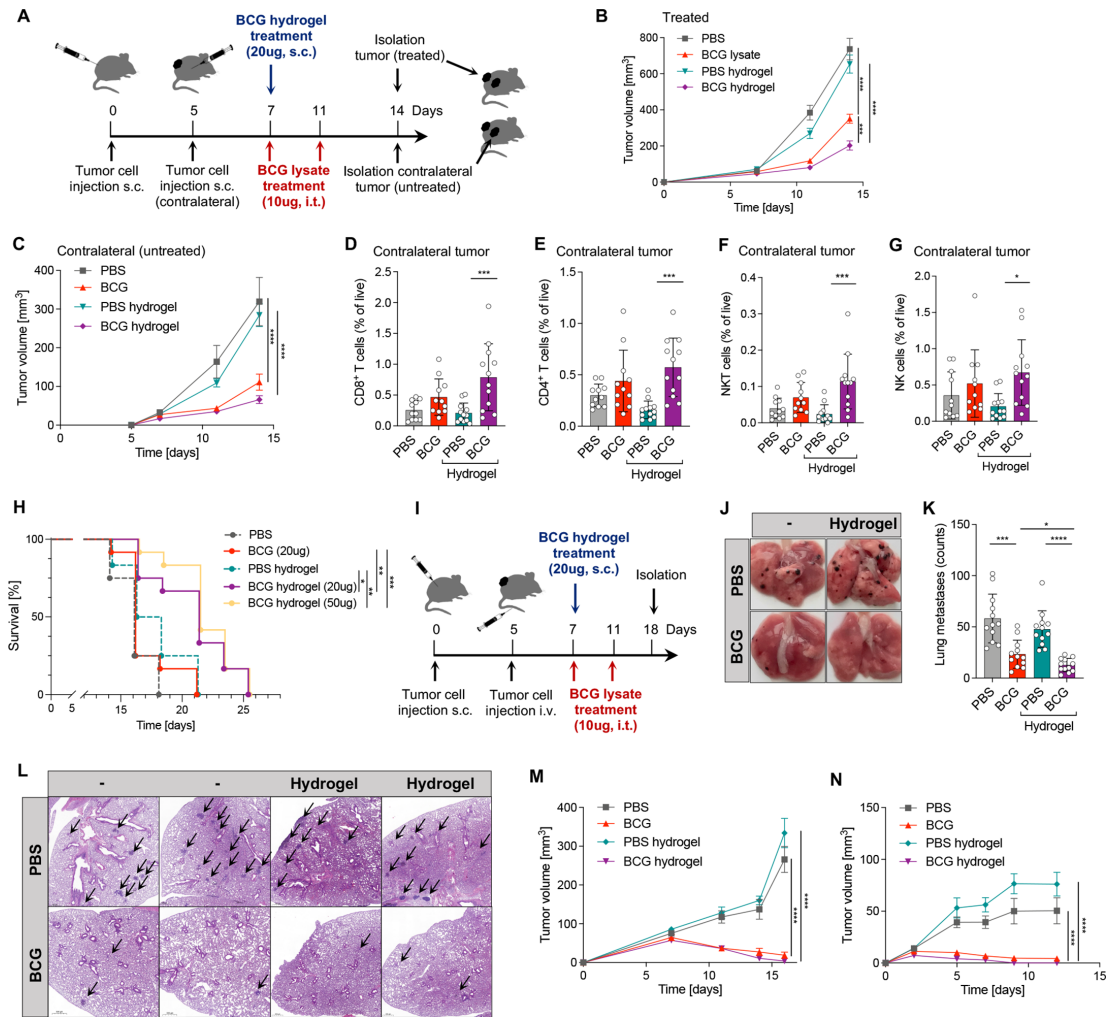 A
BCG hydrogel
treatment
(20ug, s.c.)
Isolation
tumor (treated)
0
5
7
11
14
Days
Tumor cell
injection s.c.
Tumor cell
injection s.c.
(contralateral)
BCG lysate
treatment
(10ug, i.t.)
Isolation contralateral
tumor (untreated)
B
Treated
PBS
BCG lysate
PBS hydrogel
BCG hydrogel
Tumor volume [mm³]
800
600
400
200
0
0
5
10
15
Time [days]
****
***
****
C
Contralateral (untreated)
PBS
BCG
PBS hydrogel
BCG hydrogel
Tumor volume [mm³]
400
300
200
100
0
0
5
10
15
Time [days]
****
****
D
Contralateral tumor
CD8⁺ T cells (% of live)
2.5
2.0
1.5
1.0
0.5
0.0
***
PBS
BCG
PBS
BCG
Hydrogel
E
Contralateral tumor
CD4⁺ T cells (% of live)
1.5
1.0
0.5
0.0
***
PBS
BCG
PBS
BCG
Hydrogel
F
Contralateral tumor
NKT cells (% of live)
0.4
0.3
0.2
0.1
0.0
***
PBS
BCG
PBS
BCG
Hydrogel
G
Contralateral tumor
NK cells (% of live)
2.0
1.5
1.0
0.5
0.0
*
PBS
BCG
PBS
BCG
Hydrogel
H
Survival [%]
100
50
0
0
5
15
20
25
Time [days]
PBS
BCG (20ug)
PBS hydrogel
BCG hydrogel (20ug)
BCG hydrogel (50ug)
*
**
**
***
I
BCG hydrogel
treatment
(20ug, s.c.)
Isolation
0
5
7
11
18
Days
Tumor cell
injection s.c.
Tumor cell
injection i.v.
BCG lysate
treatment
(10ug, i.t.)
J
-
Hydrogel
PBS
BCG
K
Lung metastases (counts)
150
100
50
0
***
*
****
PBS
BCG
PBS
BCG
Hydrogel
L
-
-
Hydrogel
Hydrogel
PBS
BCG
M
PBS
BCG
PBS hydrogel
BCG hydrogel
Tumor volume [mm³]
400
300
200
100
0
0
5
10
15
Time [days]
****
****
N
PBS
BCG
PBS hydrogel
BCG hydrogel
Tumor volume [mm³]
150
100
50
0
0
5
10
Time [days]
****
****